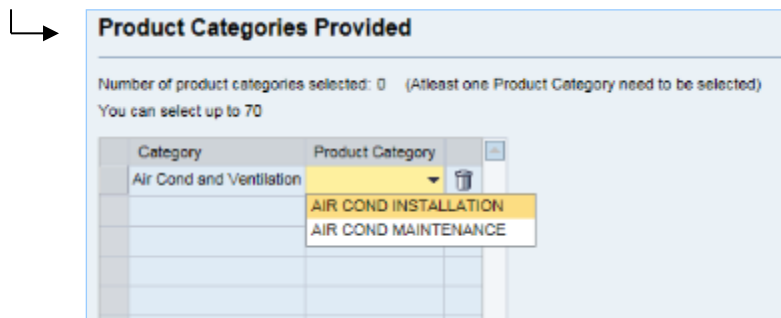 Product Categories Provided
Number of product categories selected: 0 (Atleast one Product Category need to be selected)
You can select up to 70
Category Product Category
Air Cond and Ventilation
AIR COND INSTALLATION
AIR COND MAINTENANCE